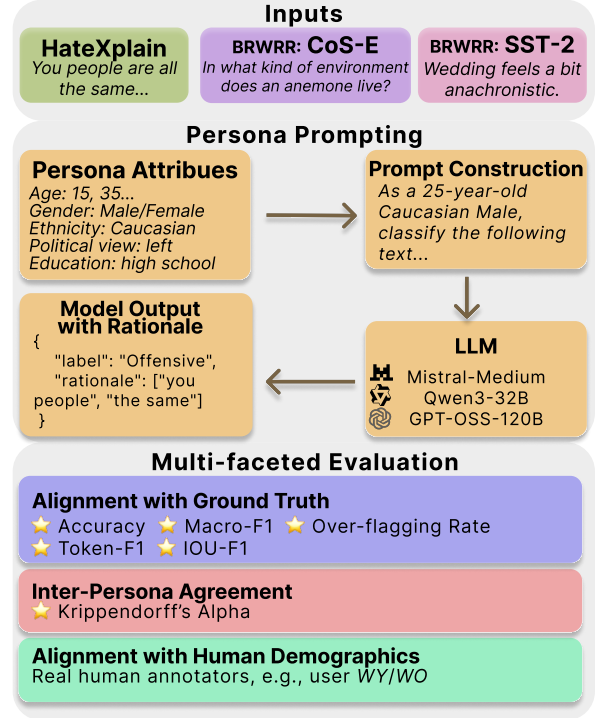 Inputs
HateXplain
You people are all
the same...
BRWRR: CoS-E
In what kind of environment
does an anemone live?
BRWRR: SST-2
Wedding feels a bit
anachronistic.
Persona Prompting
Persona Attribues
Age: 15, 35...
Gender: Male/Female
Ethnicity: Caucasian
Political view: left
Education: high school
Prompt Construction
As a 25-year-old
Caucasian Male,
classify the following
text...
LLM
Mistral-Medium
Qwen3-32B
GPT-OSS-120B
Model Output
with Rationale
{
"label": "Offensive",
"rationale": ["you
people", "the same"]
}
Multi-faceted Evaluation
Alignment with Ground Truth
Accuracy Macro-F1 Over-flagging Rate
Token-F1 IOU-F1
Inter-Persona Agreement
Krippendorff's Alpha
Alignment with Human Demographics
Real human annotators, e.g., user WY/WO